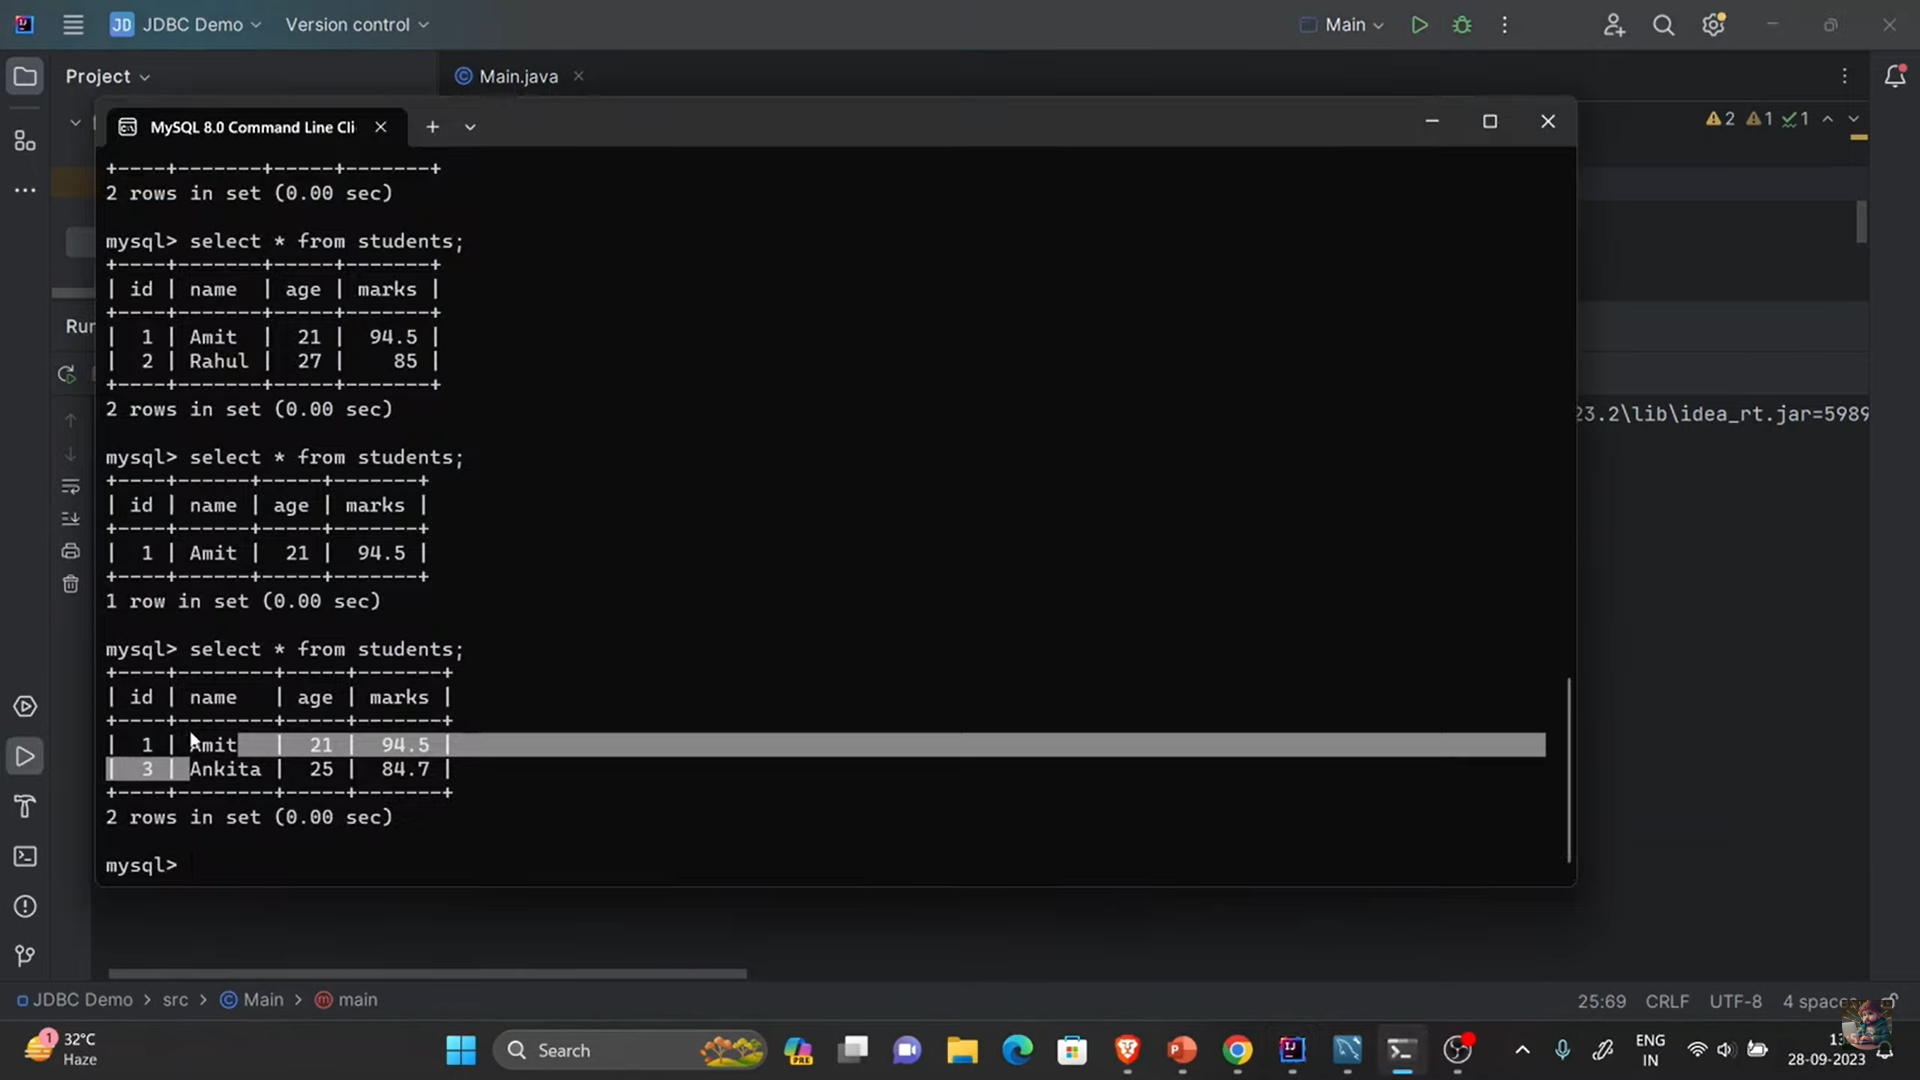 JD JDBC Demo Version control Main
Project Main.java
MySQL 8.0 Command Line Cli
2 1 1
+----+-------+-----+-------+
2 rows in set (0.00 sec)
mysql> select * from students;
+----+-------+-----+-------+
| id | name | age | marks |
+----+-------+-----+-------+
| 1 | Amit | 21 | 94.5 |
| 2 | Rahul | 27 | 85 |
+----+-------+-----+-------+
2 rows in set (0.00 sec)
Run
23.2\lib\idea_rt.jar=5989
mysql> select * from students;
+----+------+-----+-------+
| id | name | age | marks |
+----+------+-----+-------+
| 1 | Amit | 21 | 94.5 |
+----+------+-----+-------+
1 row in set (0.00 sec)
mysql> select * from students;
+----+--------+-----+-------+
| id | name | age | marks |
+----+--------+-----+-------+
| 1 | Amit | 21 | 94.5 |
| 3 | Ankita | 25 | 84.7 |
+----+--------+-----+-------+
2 rows in set (0.00 sec)
mysql>
JDBC Demo > src > Main > main 25:69 CRLF UTF-8 4 spaces
1 32°C
Haze
Search
PRE
ENG
IN
28-09-2023